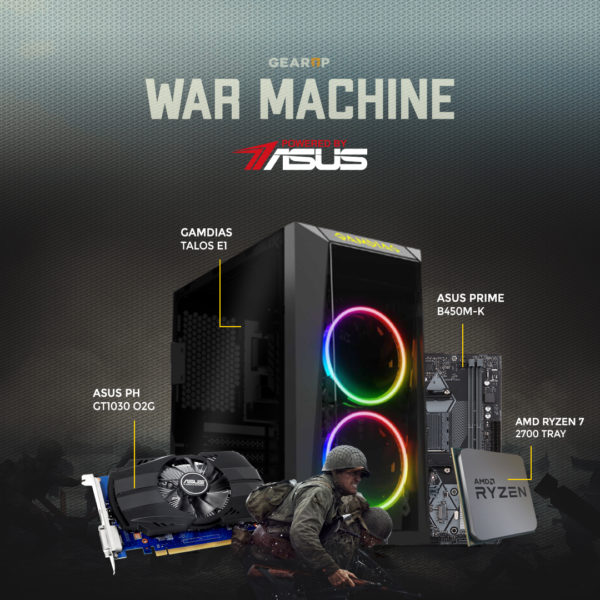 GEARUP
WAR MACHINE
POWERED BY
ASUS
GAMDIAS
TALOS E1
GAMDIAS
ASUS PRIME
B450M-K
ASUS PH
GT1030 O2G
AMD RYZEN 7
2700 TRAY
ASUS
AMD
RYZEN